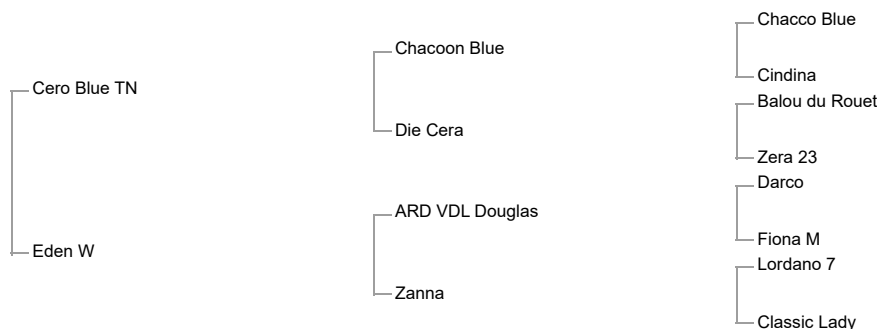 Chacco Blue
Chacoon Blue
Cindina
Cero Blue TN
Balou du Rouet
Die Cera
Zera 23
Darco
ARD VDL Douglas
Fiona M
Eden W
Lordano 7
Zanna
Classic Lady